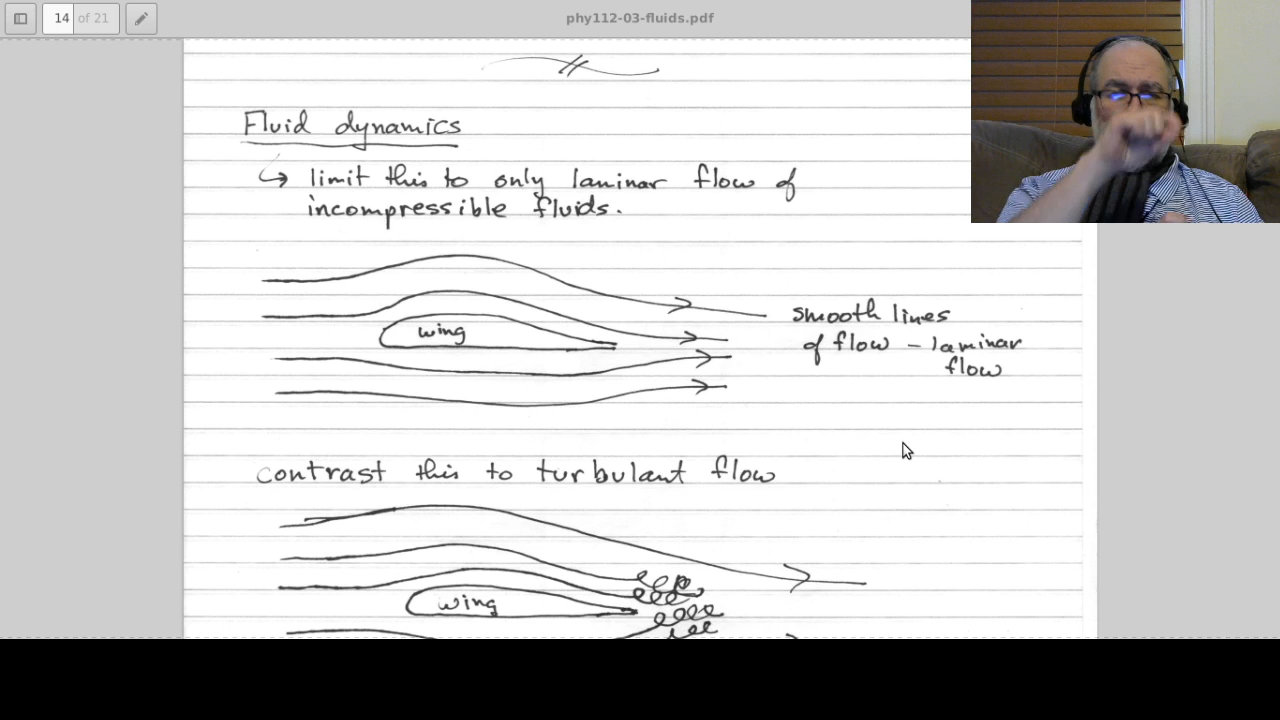 14 of 21
phy112-03-fluids.pdf
Fluid dynamics
↳ limit this to only laminar flow of
incompressible fluids.
wing
smooth lines
of flow – laminar
flow
contrast this to turbulant flow
wing